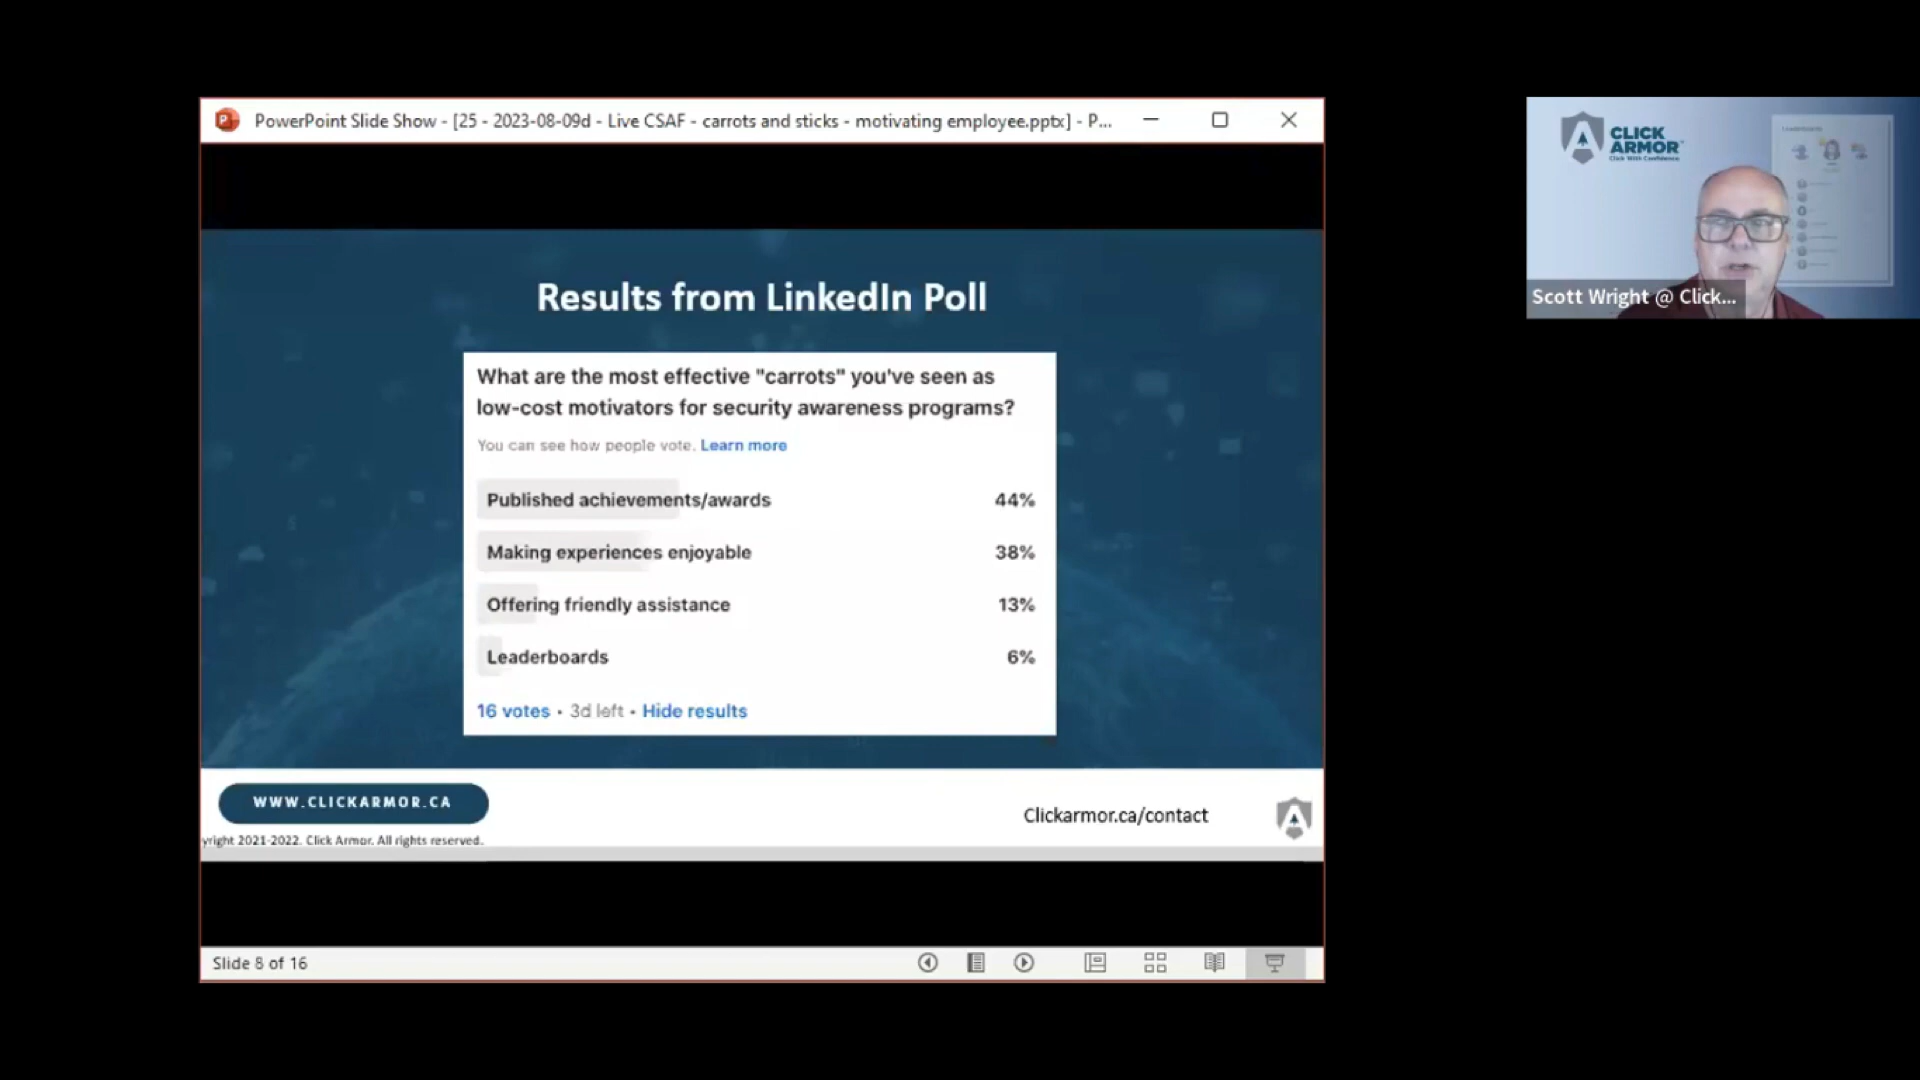 PowerPoint Slide Show - [25 - 2023-08-09d - Live CSAF - carrots and sticks - motivating employee.pptx] - P...
CLICK
ARMOR
Click With Confidence
Scott Wright @ Click...
Results from LinkedIn Poll
What are the most effective "carrots" you've seen as
low-cost motivators for security awareness programs?
You can see how people vote. Learn more
Published achievements/awards 44%
Making experiences enjoyable 38%
Offering friendly assistance 13%
Leaderboards 6%
16 votes • 3d left • Hide results
WWW.CLICKARMOR.CA
Clickarmor.ca/contact
yright 2021-2022. Click Armor. All rights reserved.
Slide 8 of 16